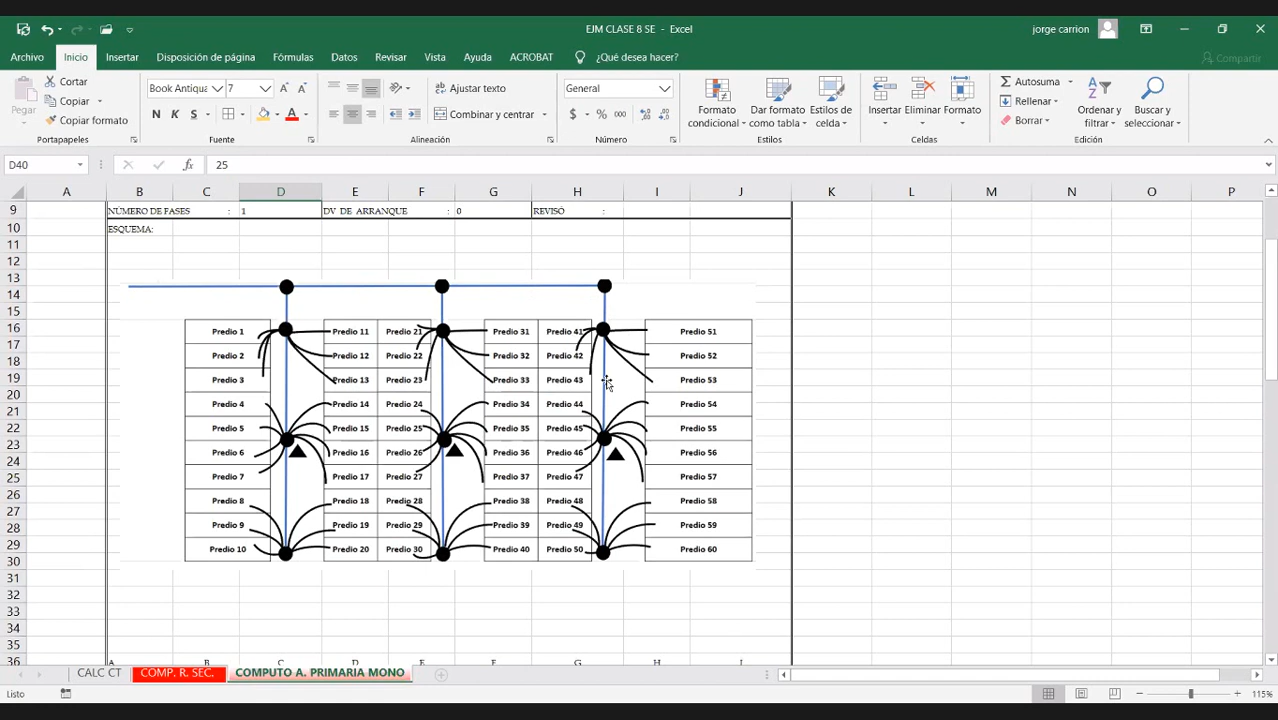 EJM CLASE 8 SE - Excel
jorge carrion
Archivo Inicio Insertar Disposición de página Fórmulas Datos Revisar Vista Ayuda ACROBAT ¿Qué desea hacer? Compartir
Pegar
Cortar
Copiar
Copiar formato
Portapapeles
Book Antiqua 7
N K S
Fuente
Ajustar texto
Combinar y centrar
Alineación
General
$ % 000
Número
Formato condicional
Dar formato como tabla
Estilos de celda
Estilos
Insertar Eliminar Formato
Celdas
Autosuma
Rellenar
Borrar
Ordenar y filtrar
Buscar y seleccionar
Edición
D40 fx 25
A B C D E F G H I J K L M N O P
9 NÚMERO DE FASES : 1 DV DE ARRANQUE : 0 REVISÓ :
10 ESQUEMA:
11
12
13
14
15
16
17
18
19
20
21
22
23
24
25
26
27
28
29
30
31
32
33
34
35
36 A B C D E F G H J
Predio 1 Predio 11 Predio 21 Predio 31 Predio 41 Predio 51
Predio 2 Predio 12 Predio 22 Predio 32 Predio 42 Predio 52
Predio 3 Predio 13 Predio 23 Predio 33 Predio 43 Predio 53
Predio 4 Predio 14 Predio 24 Predio 34 Predio 44 Predio 54
Predio 5 Predio 15 Predio 25 Predio 35 Predio 45 Predio 55
Predio 6 Predio 16 Predio 26 Predio 36 Predio 46 Predio 56
Predio 7 Predio 17 Predio 27 Predio 37 Predio 47 Predio 57
Predio 8 Predio 18 Predio 28 Predio 38 Predio 48 Predio 58
Predio 9 Predio 19 Predio 29 Predio 39 Predio 49 Predio 59
Predio 10 Predio 20 Predio 30 Predio 40 Predio 50 Predio 60
CALC CT COMP. R. SEC. COMPUTO A. PRIMARIA MONO
Listo
115%